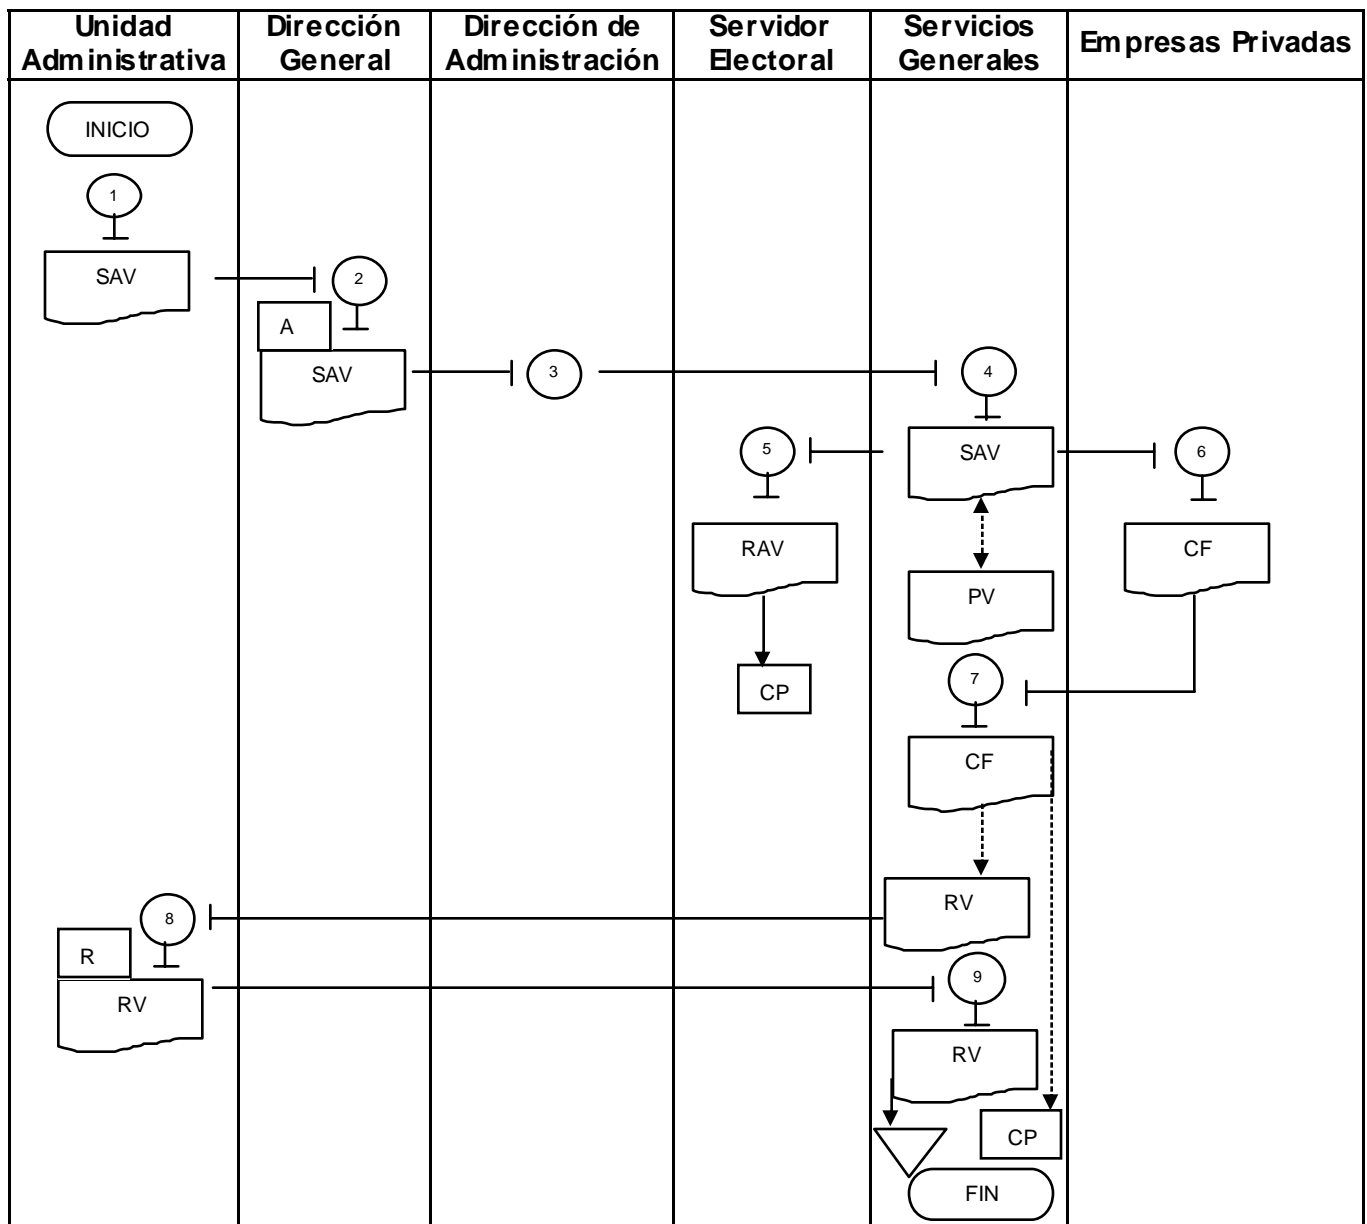 Unidad Administrativa
Dirección General
Dirección de Administración
Servidor Electoral
Servicios Generales
Empresas Privadas
INICIO
1
SAV
2
A
SAV
3
4
5
SAV
6
RAV
CF
PV
CP
7
CF
8
R
RV
RV
9
RV
CP
FIN